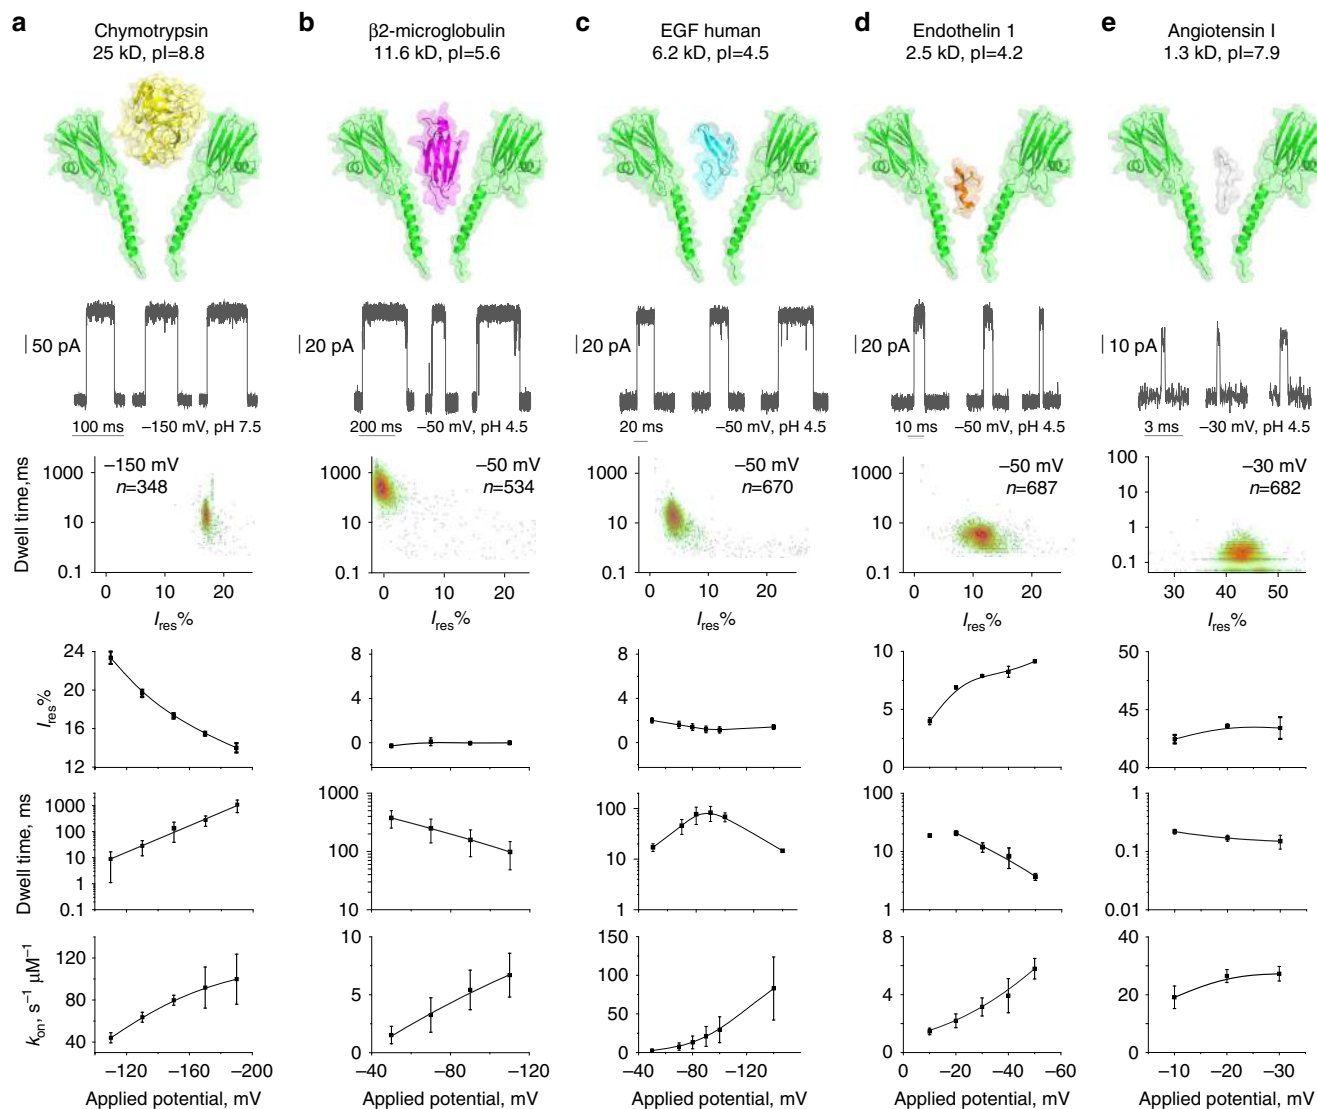 a
Chymotrypsin
25 kD, pI=8.8
b
β2-microglobulin
11.6 kD, pI=5.6
c
EGF human
6.2 kD, pI=4.5
d
Endothelin 1
2.5 kD, pI=4.2
e
Angiotensin I
1.3 kD, pI=7.9
50 pA
100 ms
–150 mV, pH 7.5
20 pA
200 ms
–50 mV, pH 4.5
20 pA
20 ms
–50 mV, pH 4.5
20 pA
10 ms
–50 mV, pH 4.5
10 pA
3 ms
–30 mV, pH 4.5
Dwell time,ms
1000
10
0.1
–150 mV
n=348
0 10 20
Ires%
1000
10
0.1
–50 mV
n=534
0 10 20
Ires%
1000
10
0.1
–50 mV
n=670
0 10 20
Ires%
1000
10
0.1
–50 mV
n=687
0 10 20
Ires%
100
10
1
0.1
–30 mV
n=682
30 40 50
Ires%
Ires%
24
20
16
12
8
4
0
8
4
0
10
5
0
50
45
40
Dwell time, ms
1000
100
10
1
0.1
1000
100
10
100
10
1
100
10
1
1
0.1
0.01
kon, s–1 μM–1
120
80
40
10
5
0
150
100
50
0
8
4
0
40
20
0
–120 –160 –200
Applied potential, mV
–40 –80 –120
Applied potential, mV
–40 –80 –120
Applied potential, mV
0 –20 –40 –60
Applied potential, mV
–10 –20 –30
Applied potential, mV